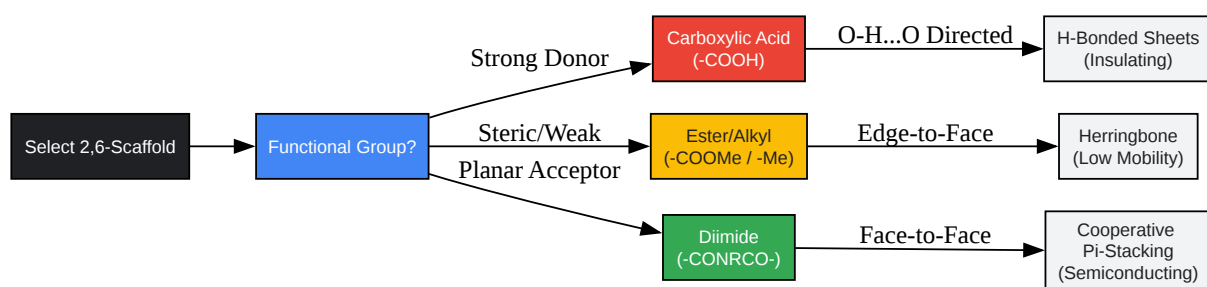 Select 2,6-Scaffold
Functional Group?
Strong Donor
Steric/Weak
Planar Acceptor
Carboxylic Acid
(-COOH)
O-H...O Directed
H-Bonded Sheets
(Insulating)
Ester/Alkyl
(-COOMe / -Me)
Edge-to-Face
Herringbone
(Low Mobility)
Diimide
(-CONRCO-)
Face-to-Face
Cooperative
Pi-Stacking
(Semiconducting)